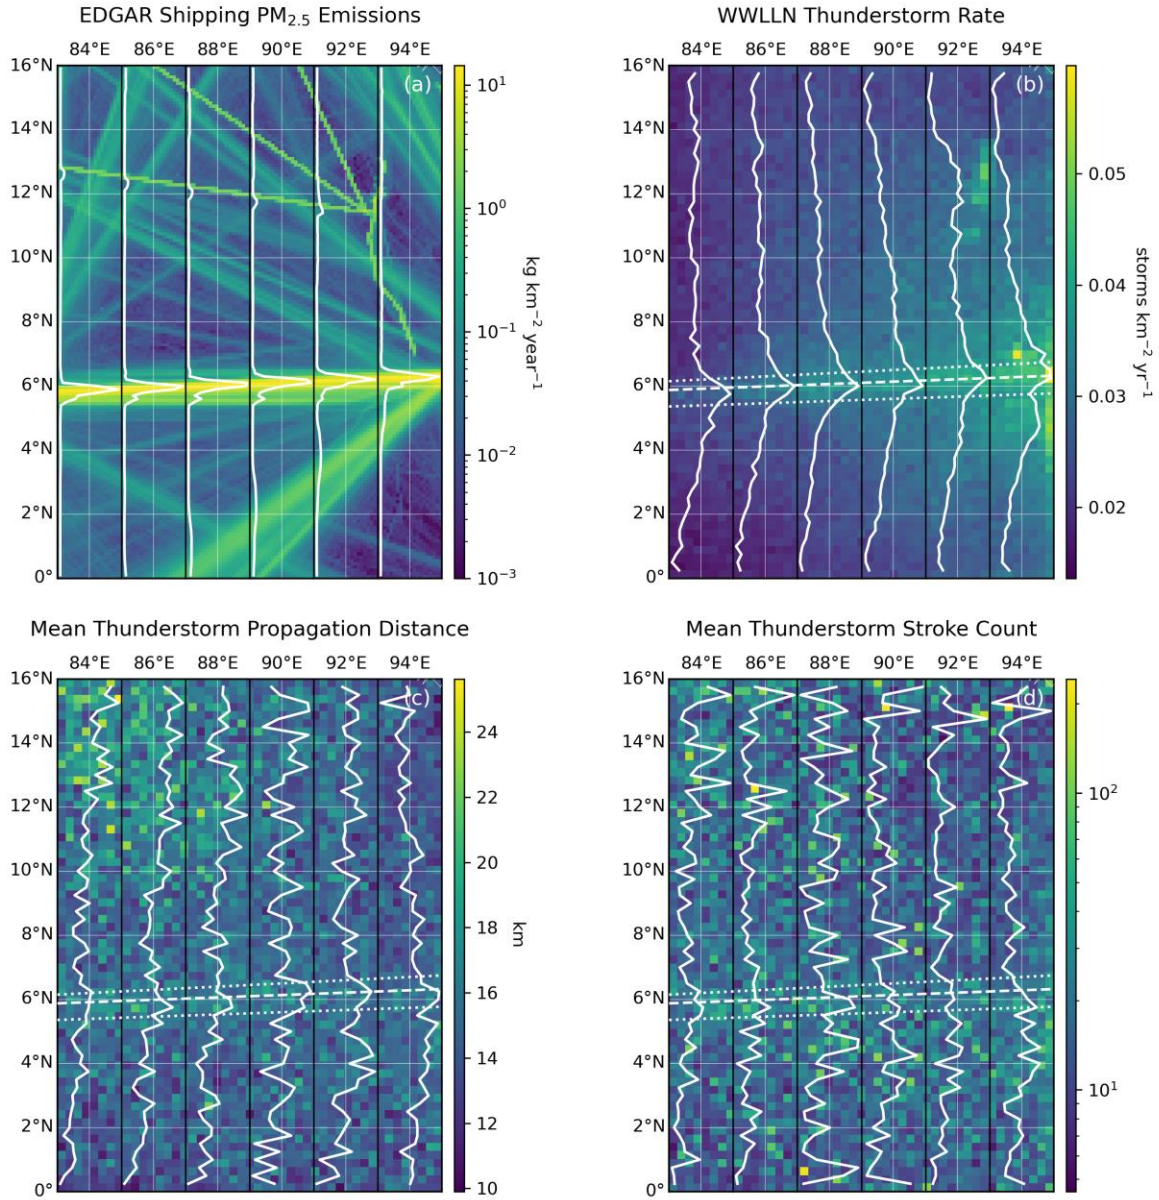 EDGAR Shipping PM2.5 Emissions
84°E 86°E 88°E 90°E 92°E 94°E
16°N
14°N
12°N
10°N
8°N
6°N
4°N
2°N
0°
(a)
10¹
10⁰
10⁻¹
10⁻²
10⁻³
kg km⁻² year⁻¹
WWLLN Thunderstorm Rate
84°E 86°E 88°E 90°E 92°E 94°E
16°N
14°N
12°N
10°N
8°N
6°N
4°N
2°N
0°
(b)
0.05
0.04
0.03
0.02
storms km⁻² yr⁻¹
Mean Thunderstorm Propagation Distance
84°E 86°E 88°E 90°E 92°E 94°E
16°N
14°N
12°N
10°N
8°N
6°N
4°N
2°N
0°
(c)
24
22
20
18
16
14
12
10
km
Mean Thunderstorm Stroke Count
84°E 86°E 88°E 90°E 92°E 94°E
16°N
14°N
12°N
10°N
8°N
6°N
4°N
2°N
0°
(d)
10²
10¹